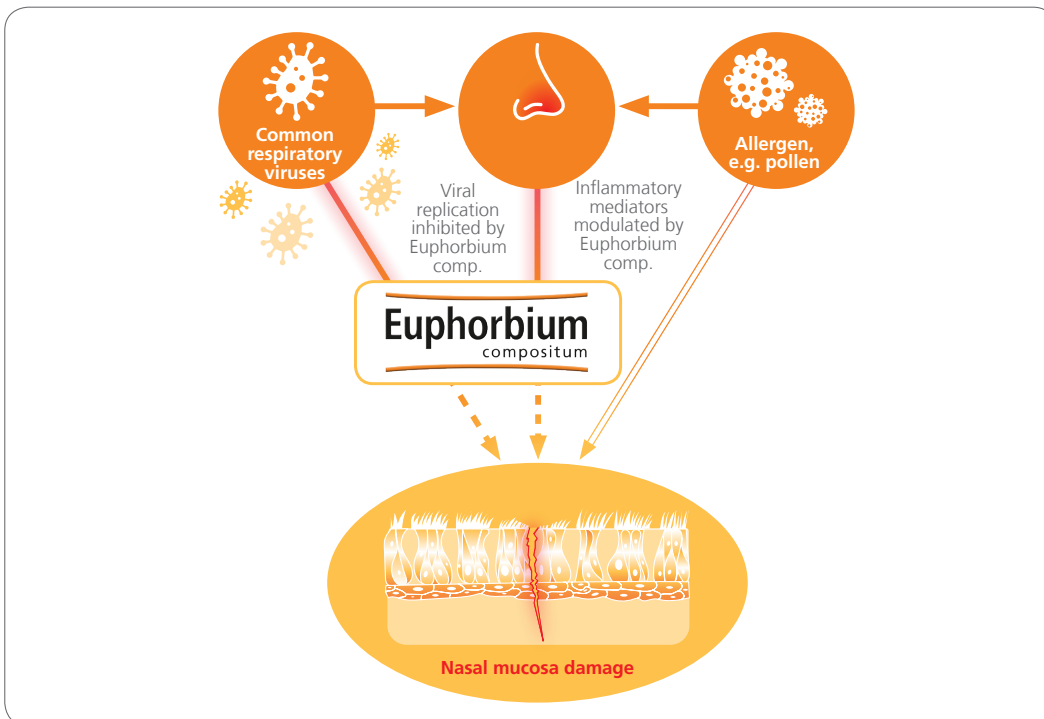 Common
respiratory
viruses
Allergen,
e.g. pollen
Viral
replication
inhibited by
Euphorbium
comp.
Inflammatory
mediators
modulated by
Euphorbium
comp.
Euphorbium
compositum
Nasal mucosa damage